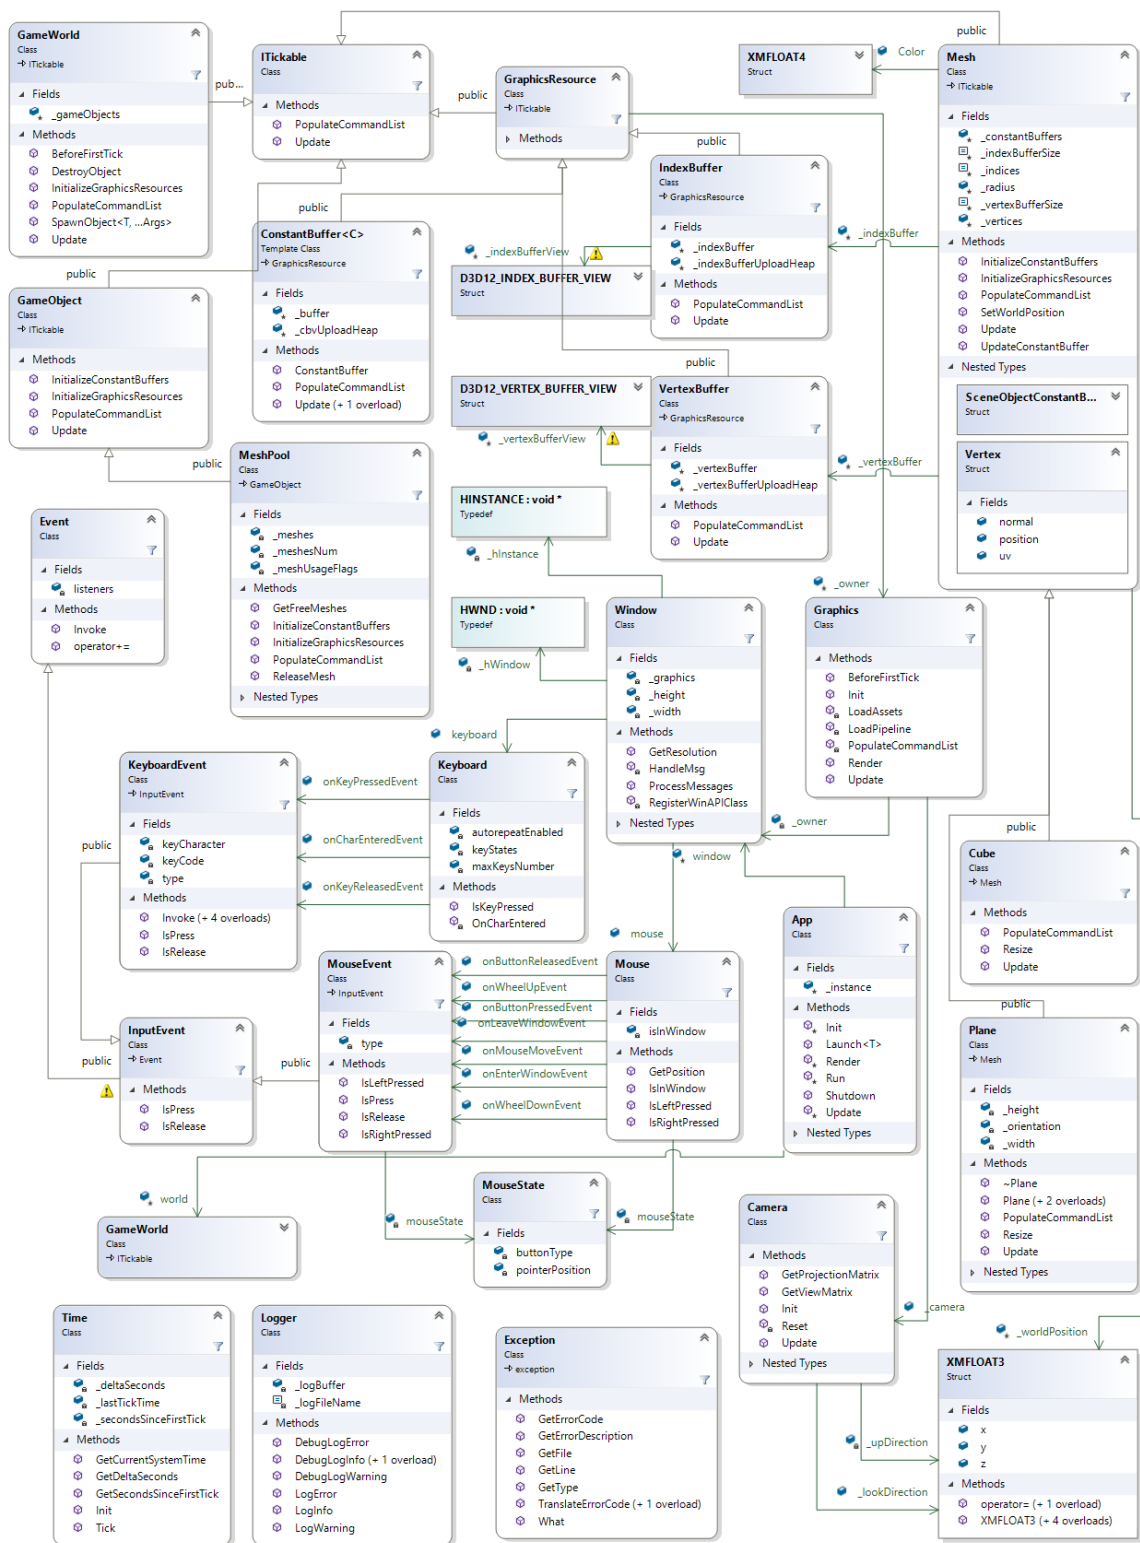 GameWorld
Class
ITickable
Fields
_gameObjects
Methods
BeforeFirstTick
DestroyObject
InitializeGraphicsResources
PopulateCommandList
SpawnObject<T, ...Args>
Update
pub...
ITickable
Class
Methods
PopulateCommandList
Update
public
GraphicsResource
Class
ITickable
Methods
public
XMFLOAT4
Struct
Color
public
Mesh
Class
ITickable
Fields
_constantBuffers
_indexBufferSize
_indices
_radius
_vertexBufferSize
_vertices
Methods
InitializeConstantBuffers
InitializeGraphicsResources
PopulateCommandList
SetWorldPosition
Update
UpdateConstantBuffer
Nested Types
SceneObjectConstantB...
Struct
Vertex
Struct
Fields
normal
position
uv
IndexBuffer
Class
GraphicsResource
Fields
_indexBuffer
_indexBufferUploadHeap
Methods
PopulateCommandList
Update
_indexBuffer
public
public
ConstantBuffer<C>
Template Class
GraphicsResource
Fields
_buffer
_cbvUploadHeap
Methods
ConstantBuffer
PopulateCommandList
Update (+ 1 overload)
_indexBufferView
D3D12_INDEX_BUFFER_VIEW
Struct
public
GameObject
Class
ITickable
Methods
InitializeConstantBuffers
InitializeGraphicsResources
PopulateCommandList
Update
public
D3D12_VERTEX_BUFFER_VIEW
Struct
_vertexBufferView
VertexBuffer
Class
GraphicsResource
Fields
_vertexBuffer
_vertexBufferUploadHeap
Methods
PopulateCommandList
Update
_vertexBuffer
public
MeshPool
Class
GameObject
Fields
_meshes
_meshesNum
_meshUsageFlags
Methods
GetFreeMeshes
InitializeConstantBuffers
InitializeGraphicsResources
PopulateCommandList
ReleaseMesh
Nested Types
HINSTANCE : void *
Typedef
_hInstance
Event
Class
Fields
listeners
Methods
Invoke
operator+=
HWND : void *
Typedef
_hWindow
Window
Class
Fields
_graphics
_height
_width
Methods
GetResolution
HandleMsg
ProcessMessages
RegisterWinAPIClass
Nested Types
_owner
Graphics
Class
Methods
BeforeFirstTick
Init
LoadAssets
LoadPipeline
PopulateCommandList
Render
Update
keyboard
KeyboardEvent
Class
InputEvent
Fields
keyCharacter
keyCode
type
Methods
Invoke (+ 4 overloads)
IsPress
IsRelease
onKeyPressedEvent
onCharEnteredEvent
onKeyReleasedEvent
Keyboard
Class
Fields
autorepeatEnabled
keyStates
maxKeysNumber
Methods
IsKeyPressed
OnCharEntered
_owner
window
public
public
Cube
Class
Mesh
Methods
PopulateCommandList
Resize
Update
mouse
App
Class
Fields
_instance
Methods
Init
Launch<T>
Render
Run
Shutdown
Update
Nested Types
MouseEvent
Class
InputEvent
Fields
type
Methods
IsLeftPressed
IsPress
IsRelease
IsRightPressed
onButtonReleasedEvent
onWheelUpEvent
onButtonPressedEvent
onLeaveWindowEvent
onMouseMoveEvent
onEnterWindowEvent
onWheelDownEvent
Mouse
Class
Fields
isInWindow
Methods
GetPosition
IsInWindow
IsLeftPressed
IsRightPressed
public
Plane
Class
Mesh
Fields
_height
_orientation
_width
Methods
~Plane
Plane (+ 2 overloads)
PopulateCommandList
Resize
Update
Nested Types
InputEvent
Class
Event
Methods
IsPress
IsRelease
public
public
world
GameWorld
Class
ITickable
mouseState
MouseState
Class
Fields
buttonType
pointerPosition
mouseState
Camera
Class
Methods
GetProjectionMatrix
GetViewMatrix
Init
Reset
Update
Nested Types
_camera
_worldPosition
XMFLOAT3
Struct
Fields
x
y
z
Methods
operator= (+ 1 overload)
XMFLOAT3 (+ 4 overloads)
_upDirection
_lookDirection
Time
Class
Fields
_deltaSeconds
_lastTickTime
_secondsSinceFirstTick
Methods
GetCurrentSystemTime
GetDeltaSeconds
GetSecondsSinceFirstTick
Init
Tick
Logger
Class
Fields
_logBuffer
_logFileName
Methods
DebugLogError
DebugLogInfo (+ 1 overload)
DebugLogWarning
LogError
LogInfo
LogWarning
Exception
Class
exception
Methods
GetErrorCode
GetErrorDescription
GetFile
GetLine
GetType
TranslateErrorCode (+ 1 overload)
What